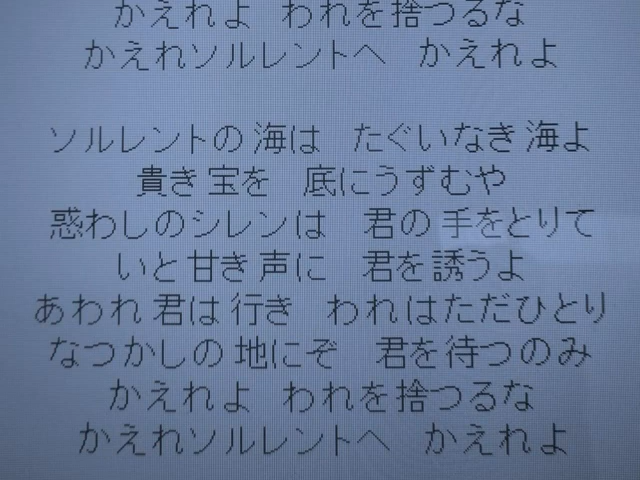 かえれよ　われを捨つるな
かえれソルレントへ　かえれよ
ソルレントの海は　たぐいなき海よ
貴き宝を　底にうずむや
惑わしのシレンは　君の手をとりて
いと甘き声に　君を誘うよ
あわれ君は行き　われはただひとり
なつかしの地にぞ　君を待つのみ
かえれよ　われを捨つるな
かえれソルレントへ　かえれよ